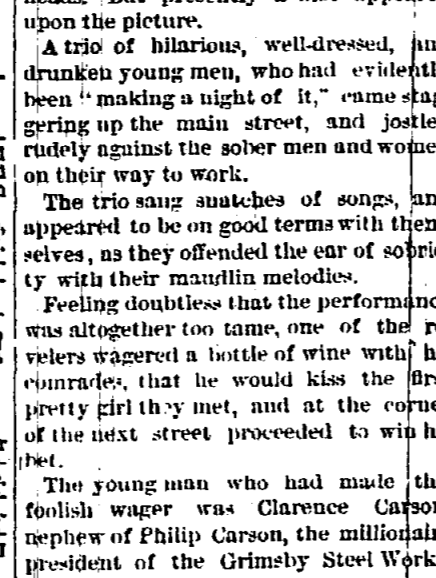 upon the picture.
A trio of hilarious, well-dressed, an
drunken young men, who had evidentl
been "making a night of it," came stag
gering up the main street, and jostle
rudely against the sober men and wome
on their way to work.
The trio sang snatches of songs, an
appeared to be on good terms with them
selves, as they offended the ear of sobrie
ty with their maudlin melodies.
Feeling doubtless that the performanc
was altogether too tame, one of the r
velers wagered a bottle of wine with h
comrades, that he would kiss the firs
pretty girl they met, and at the corne
of the next street proceeded to win h
bet.
The young man who had made th
foolish wager was Clarence Carson
nephew of Philip Carson, the millionair
president of the Grimsby Steel Work